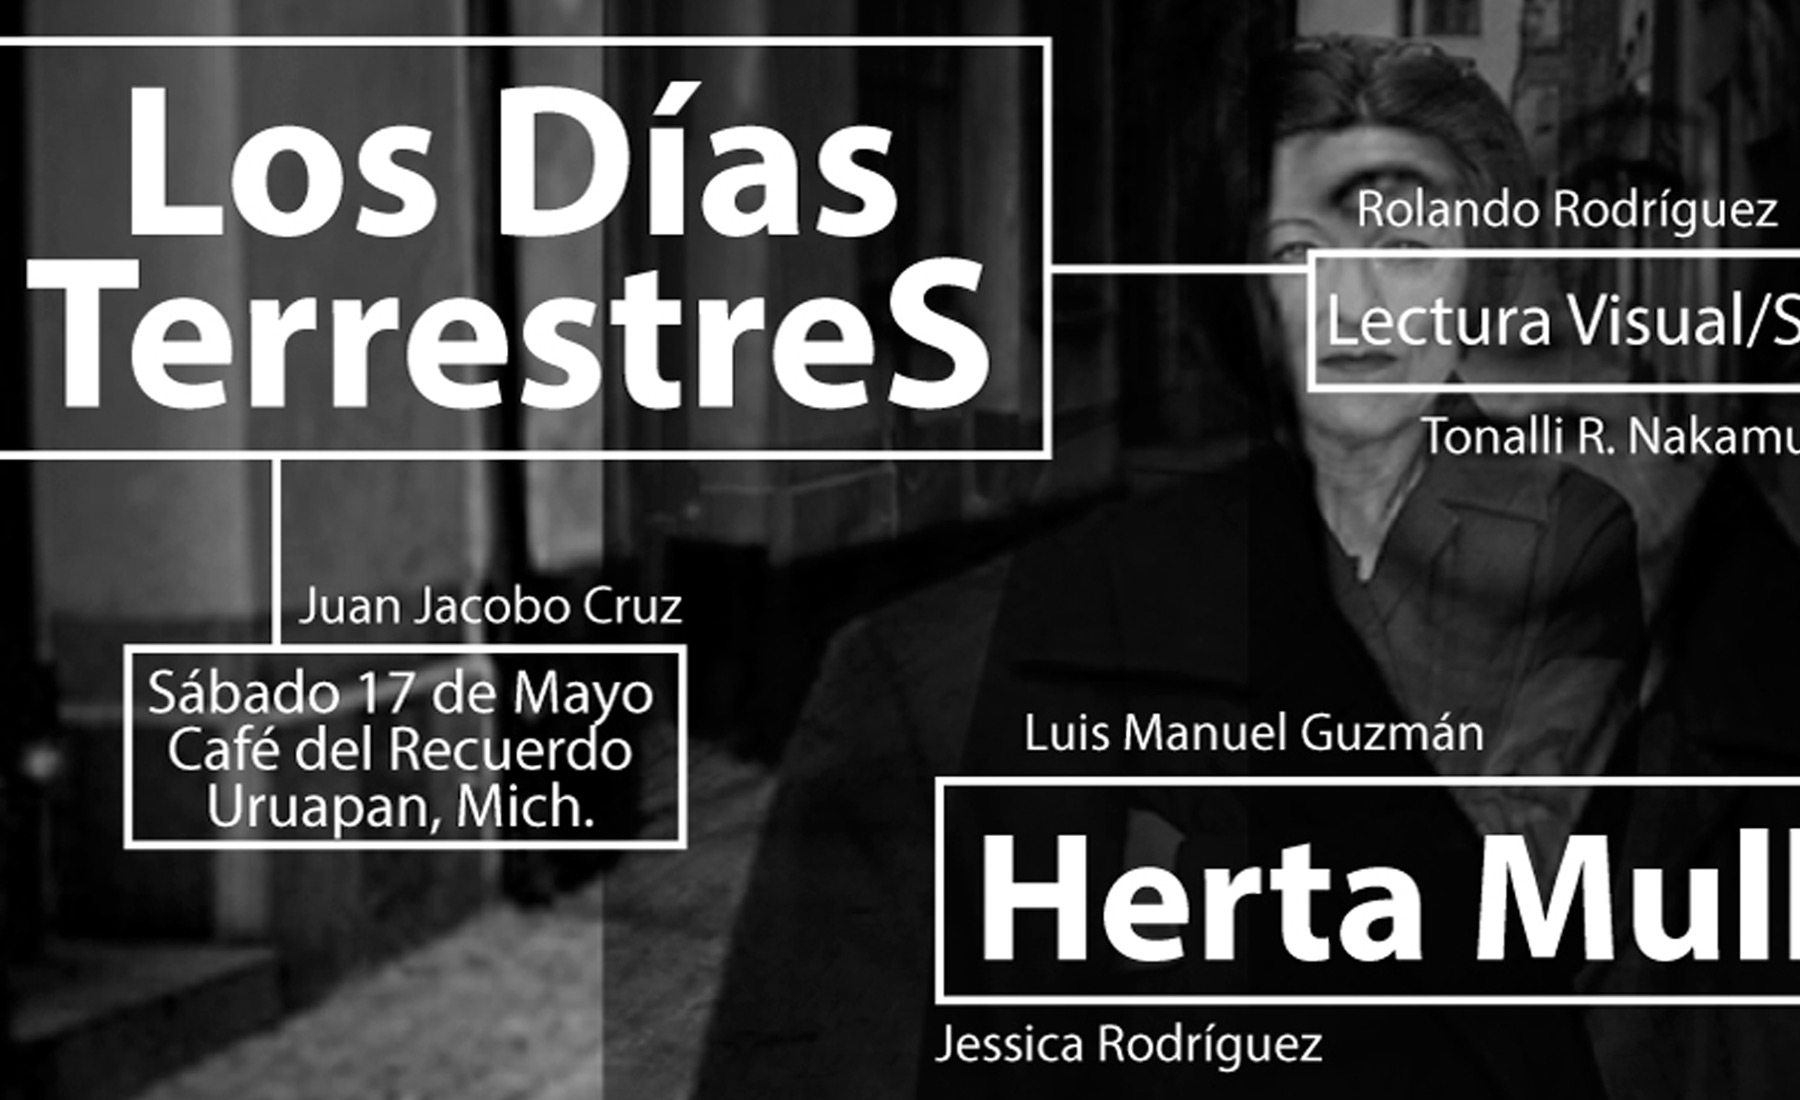 Los Días
TerrestreS
Rolando Rodríguez
Lectura Visual/S
Tonalli R. Nakamu
Juan Jacobo Cruz
Sábado 17 de Mayo
Café del Recuerdo
Uruapan, Mich.
Luis Manuel Guzmán
Herta Mull
Jessica Rodríguez